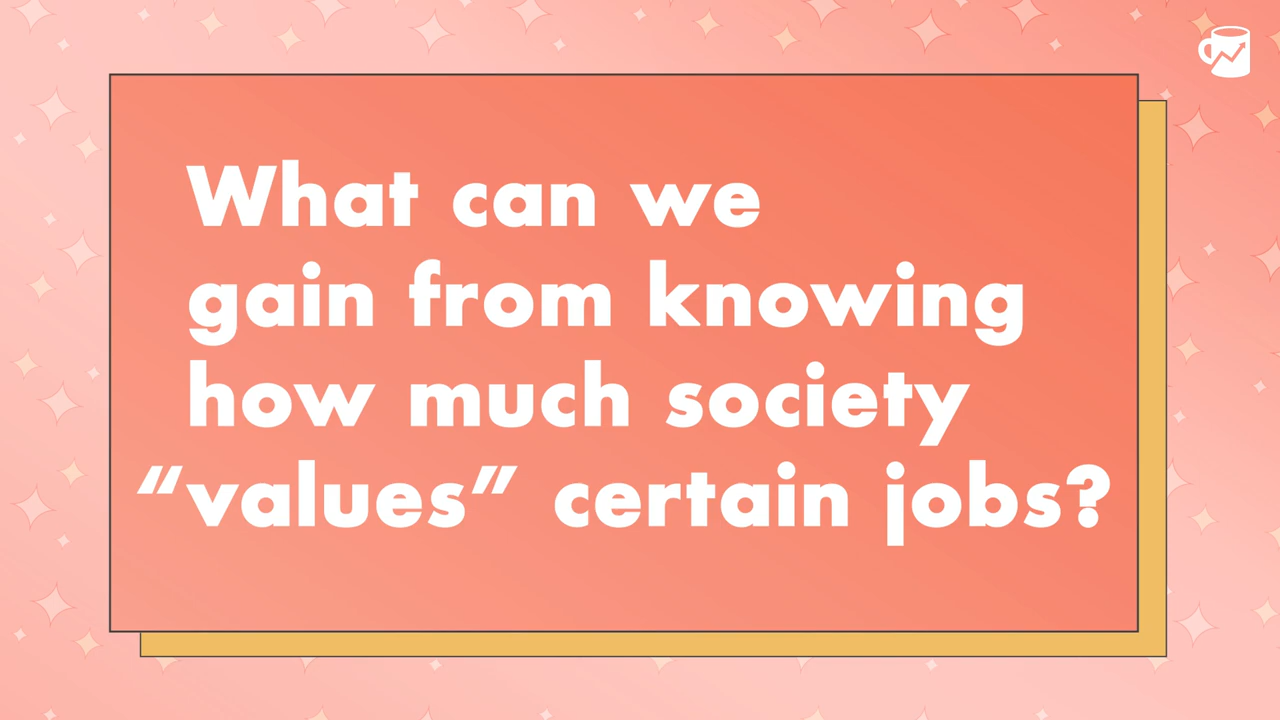 What can we
gain from knowing
how much society
“values” certain jobs?